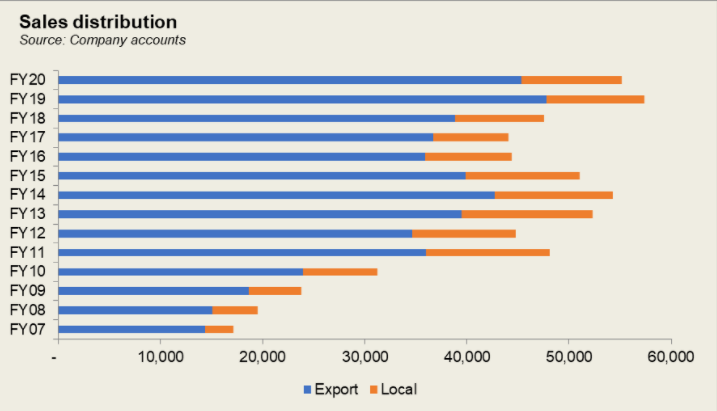 Sales distribution
Source: Company accounts
FY20
FY19
FY18
FY17
FY16
FY15
FY14
FY13
FY12
FY11
FY10
FY09
FY08
FY07
- 10,000 20,000 30,000 40,000 50,000 60,000
Export Local